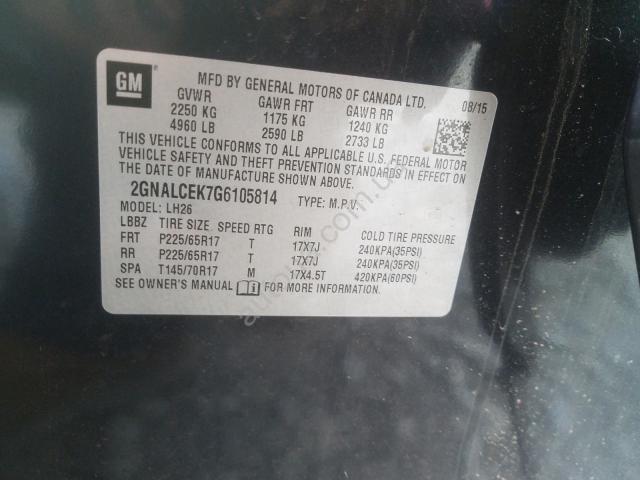 GM
MFD BY GENERAL MOTORS OF CANADA LTD. 08/15
GVWR GAWR FRT GAWR RR
2250 KG 1175 KG 1240 KG
4960 LB 2590 LB 2733 LB
THIS VEHICLE CONFORMS TO ALL APPLICABLE U.S. FEDERAL MOTOR
VEHICLE SAFETY AND THEFT PREVENTION STANDARDS IN EFFECT ON
THE DATE OF MANUFACTURE SHOWN ABOVE.
2GNALCEK7G6105814 TYPE: M.P.V.
MODEL: LH26
LBBZ TIRE SIZE SPEED RTG RIM COLD TIRE PRESSURE
FRT P225/65R17 T 17X7J 240KPA(35PSI)
RR P225/65R17 T 17X7J 240KPA(35PSI)
SPA T145/70R17 M 17X4.5T 420KPA(60PSI)
SEE OWNER'S MANUAL FOR MORE INFORMATION.